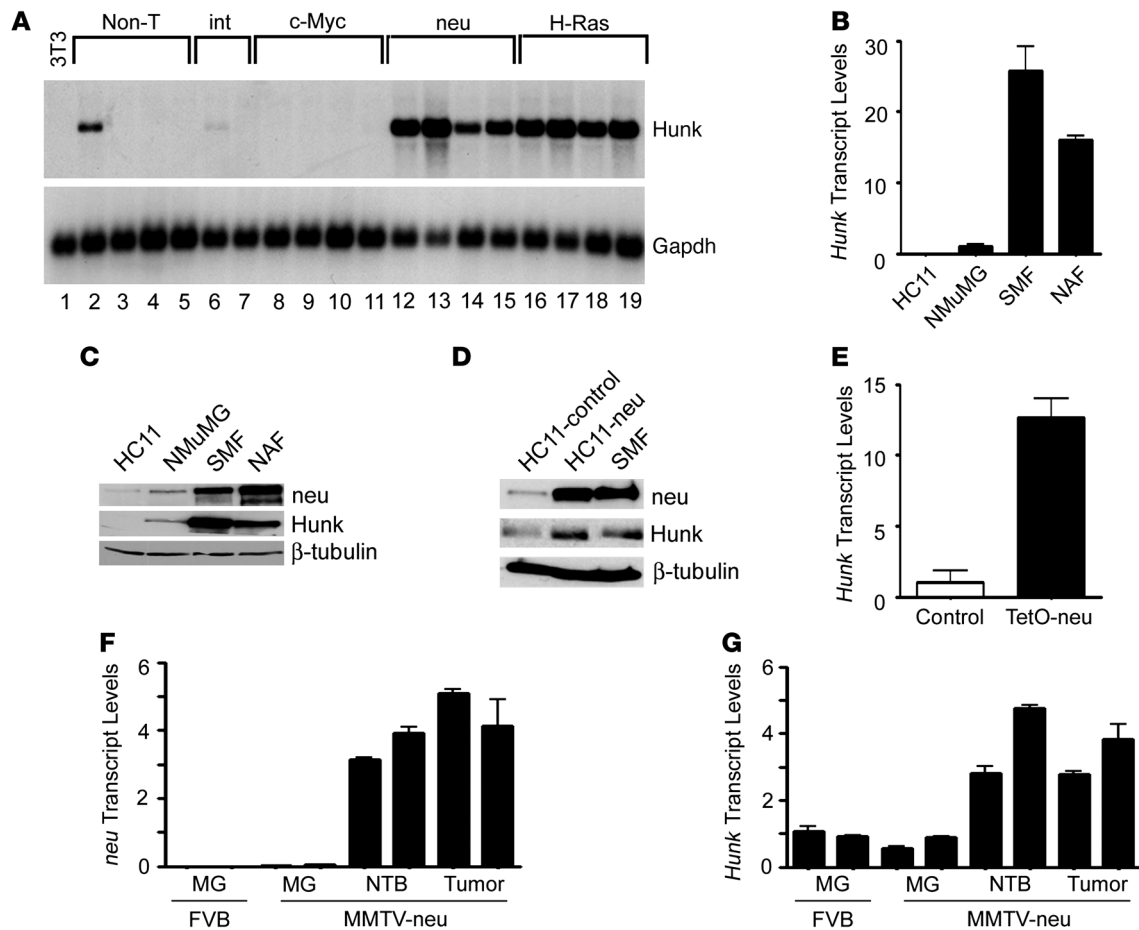 A
3T3
Non-T int c-Myc neu H-Ras
Hunk
Gapdh
1 2 3 4 5 6 7 8 9 10 11 12 13 14 15 16 17 18 19
B
Hunk Transcript Levels
30
20
10
0
HC11 NMuMG SMF NAF
C
HC11 NMuMG SMF NAF
neu
Hunk
β-tubulin
D
HC11-control HC11-neu SMF
neu
Hunk
β-tubulin
E
Hunk Transcript Levels
15
10
5
0
Control TetO-neu
F
neu Transcript Levels
6
4
2
0
MG MG NTB Tumor
FVB MMTV-neu
G
Hunk Transcript Levels
6
4
2
0
MG MG NTB Tumor
FVB MMTV-neu